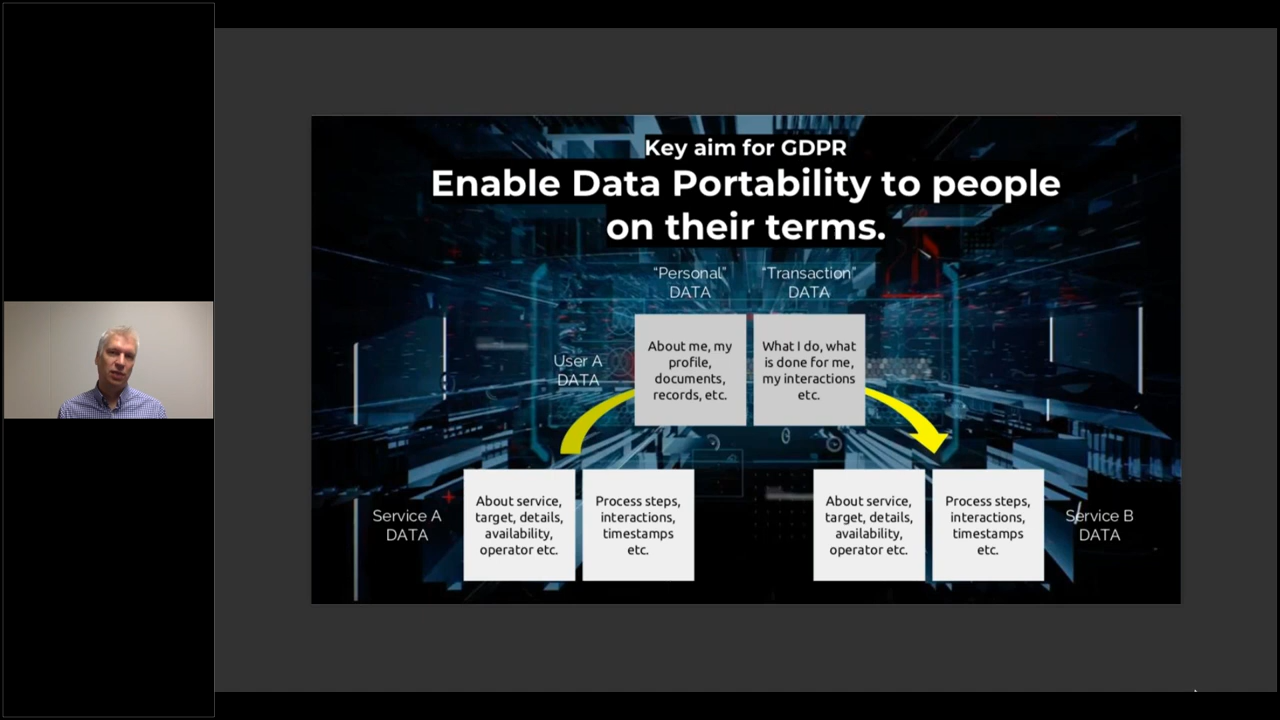 Key aim for GDPR
Enable Data Portability to people
on their terms.
“Personal”
DATA
“Transaction”
DATA
User A
DATA
About me, my
profile,
documents,
records, etc.
What I do, what
is done for me,
my interactions
etc.
Service A
DATA
About service,
target, details,
availability,
operator etc.
Process steps,
interactions,
timestamps
etc.
About service,
target, details,
availability,
operator etc.
Process steps,
interactions,
timestamps
etc.
Service B
DATA